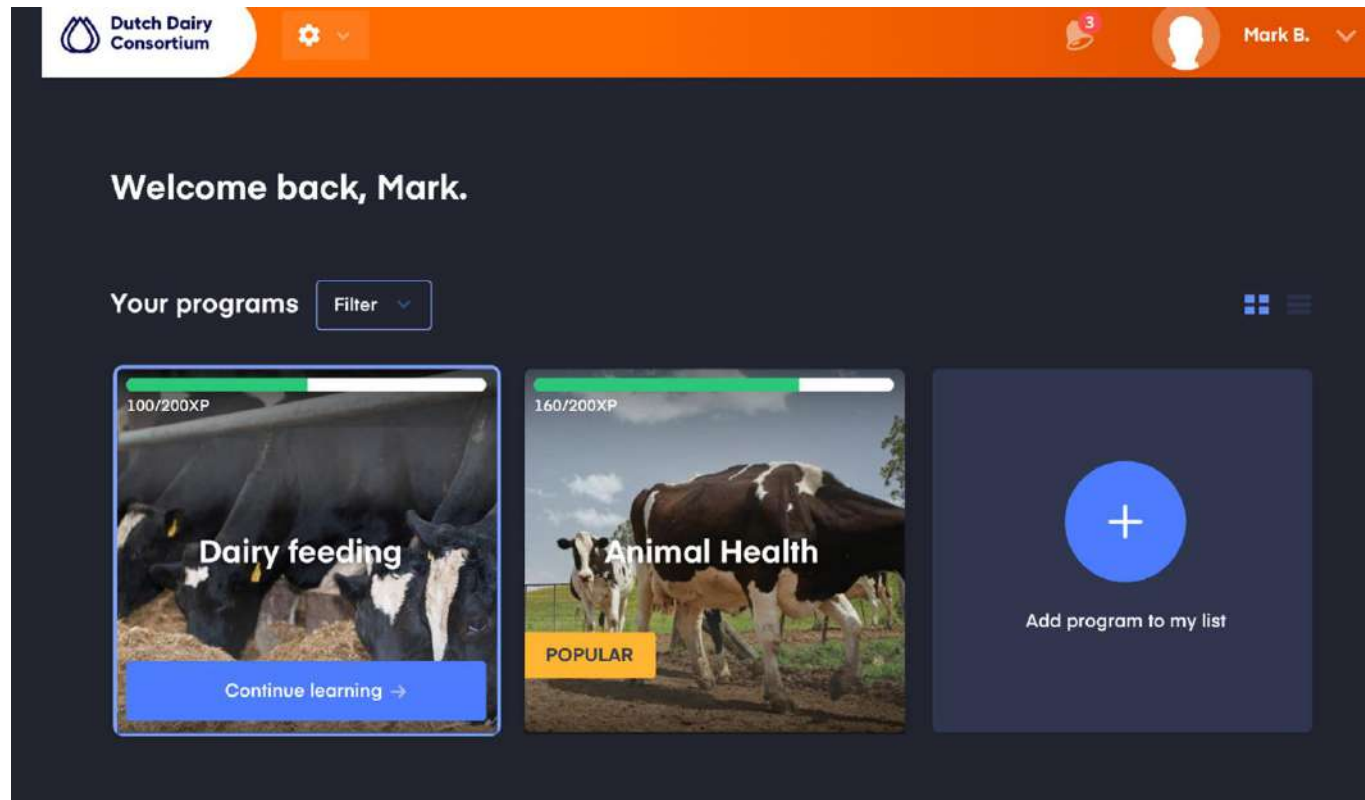 Dutch Dairy
Consortium
3
Mark B.
Welcome back, Mark.
Your programs
Filter
100/200XP
160/200XP
Dairy feeding
Animal Health
POPULAR
Continue learning →
+
Add program to my list